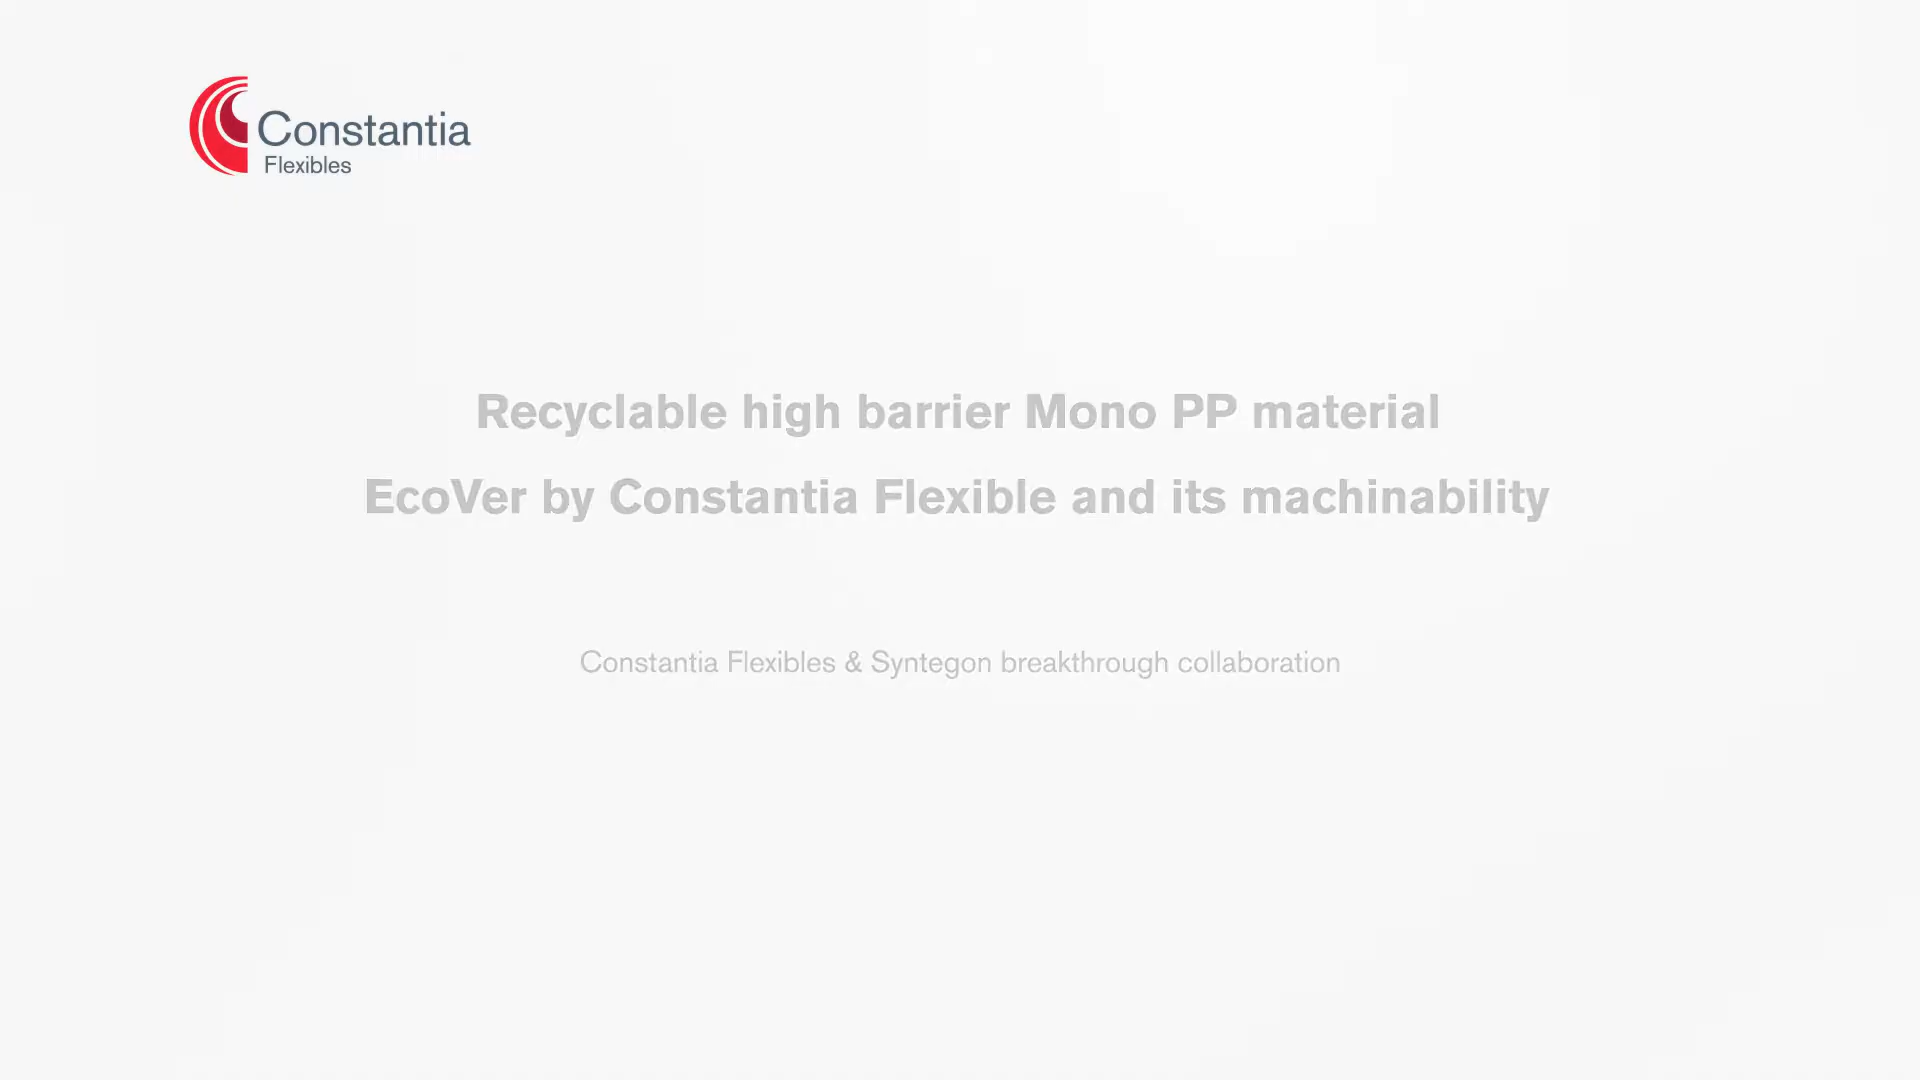 Constantia
Flexibles
Recyclable high barrier Mono PP material
EcoVer by Constantia Flexible and its machinability
Constantia Flexibles & Syntegon breakthrough collaboration